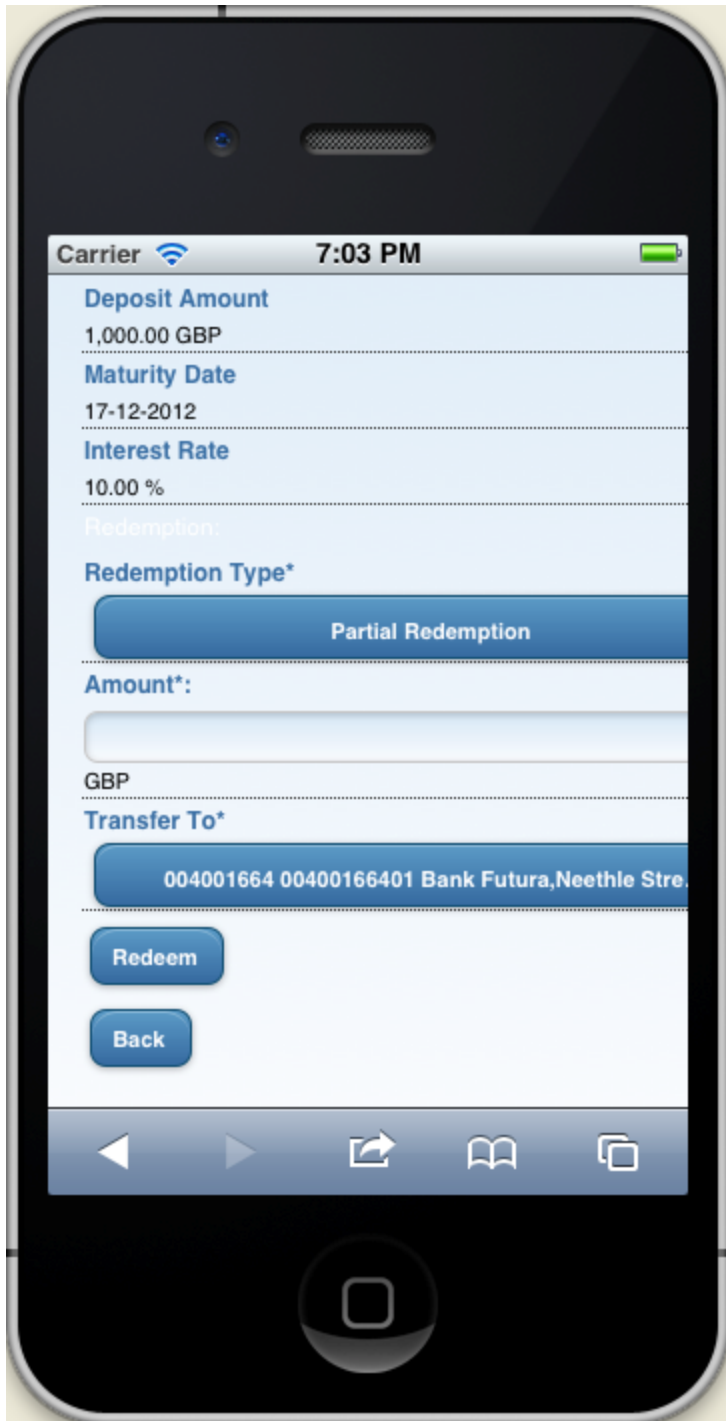 Carrier 7:03 PM
Deposit Amount
1,000.00 GBP
Maturity Date
17-12-2012
Interest Rate
10.00 %
Redemption:
Redemption Type*
Partial Redemption
Amount*:
GBP
Transfer To*
004001664 00400166401 Bank Futura,Neethle Stre.
Redeem
Back